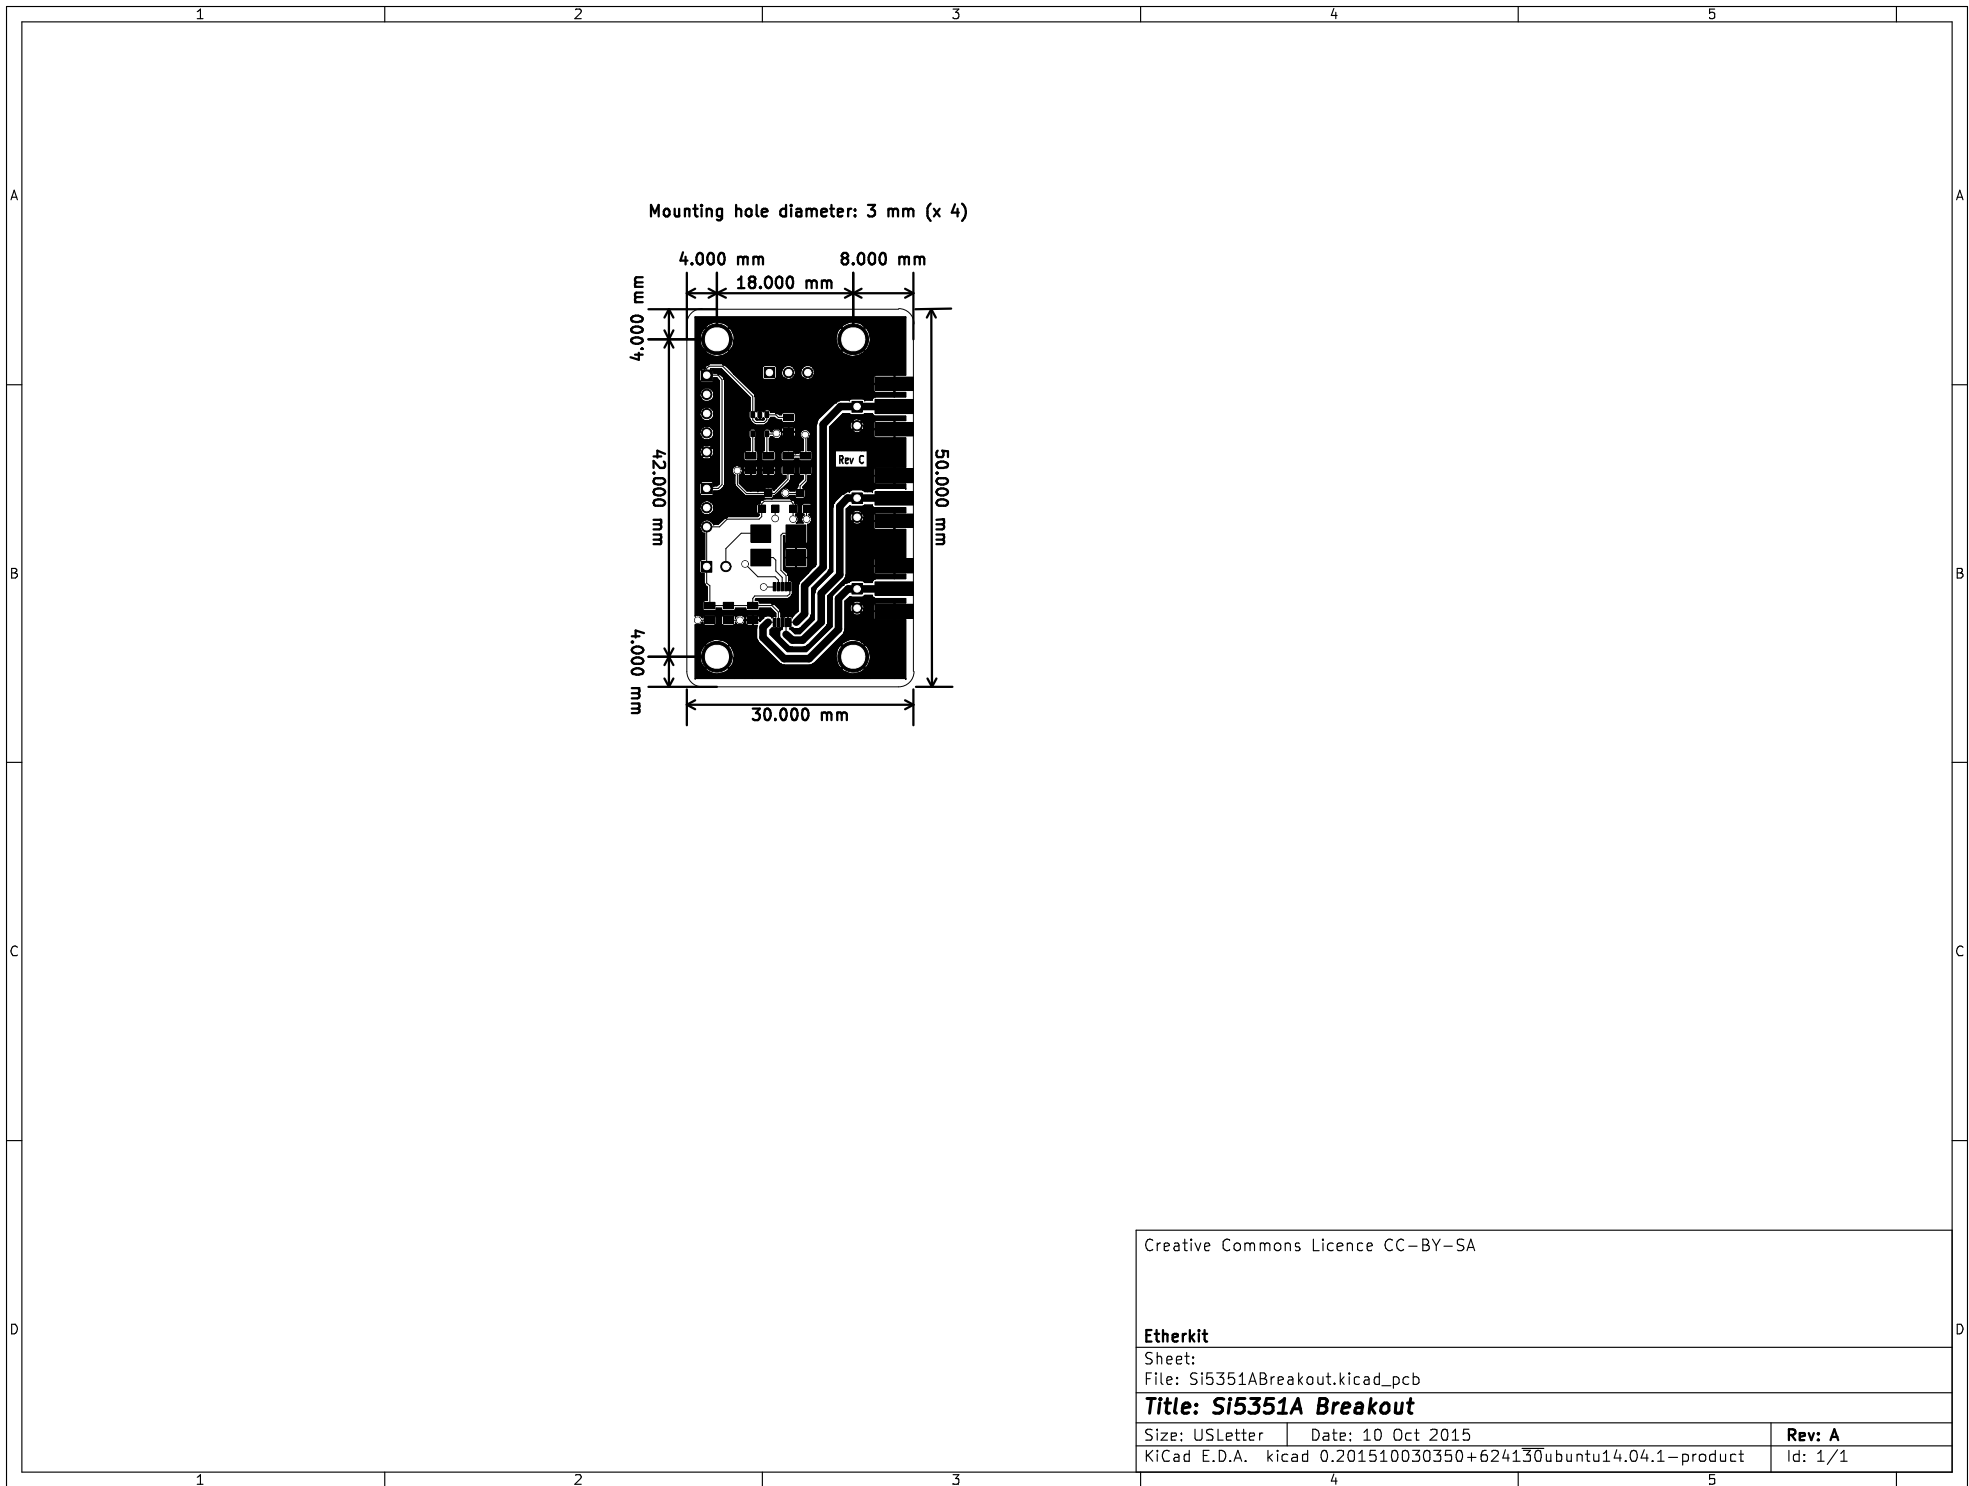 1 2 3 4 5
A A
Mounting hole diameter: 3 mm (x 4)
4.000 mm 8.000 mm
18.000 mm
4.000 mm
Rev C
42.000 mm
50.000 mm
B B
4.000 mm
30.000 mm
C C
Creative Commons Licence CC-BY-SA
D D
Etherkit
Sheet:
File: Si5351ABreakout.kicad_pcb
Title: Si5351A Breakout
Size: USLetter Date: 10 Oct 2015 Rev: A
KiCad E.D.A. kicad 0.201510030350+624130ubuntu14.04.1-product Id: 1/1
1 2 3 4 5